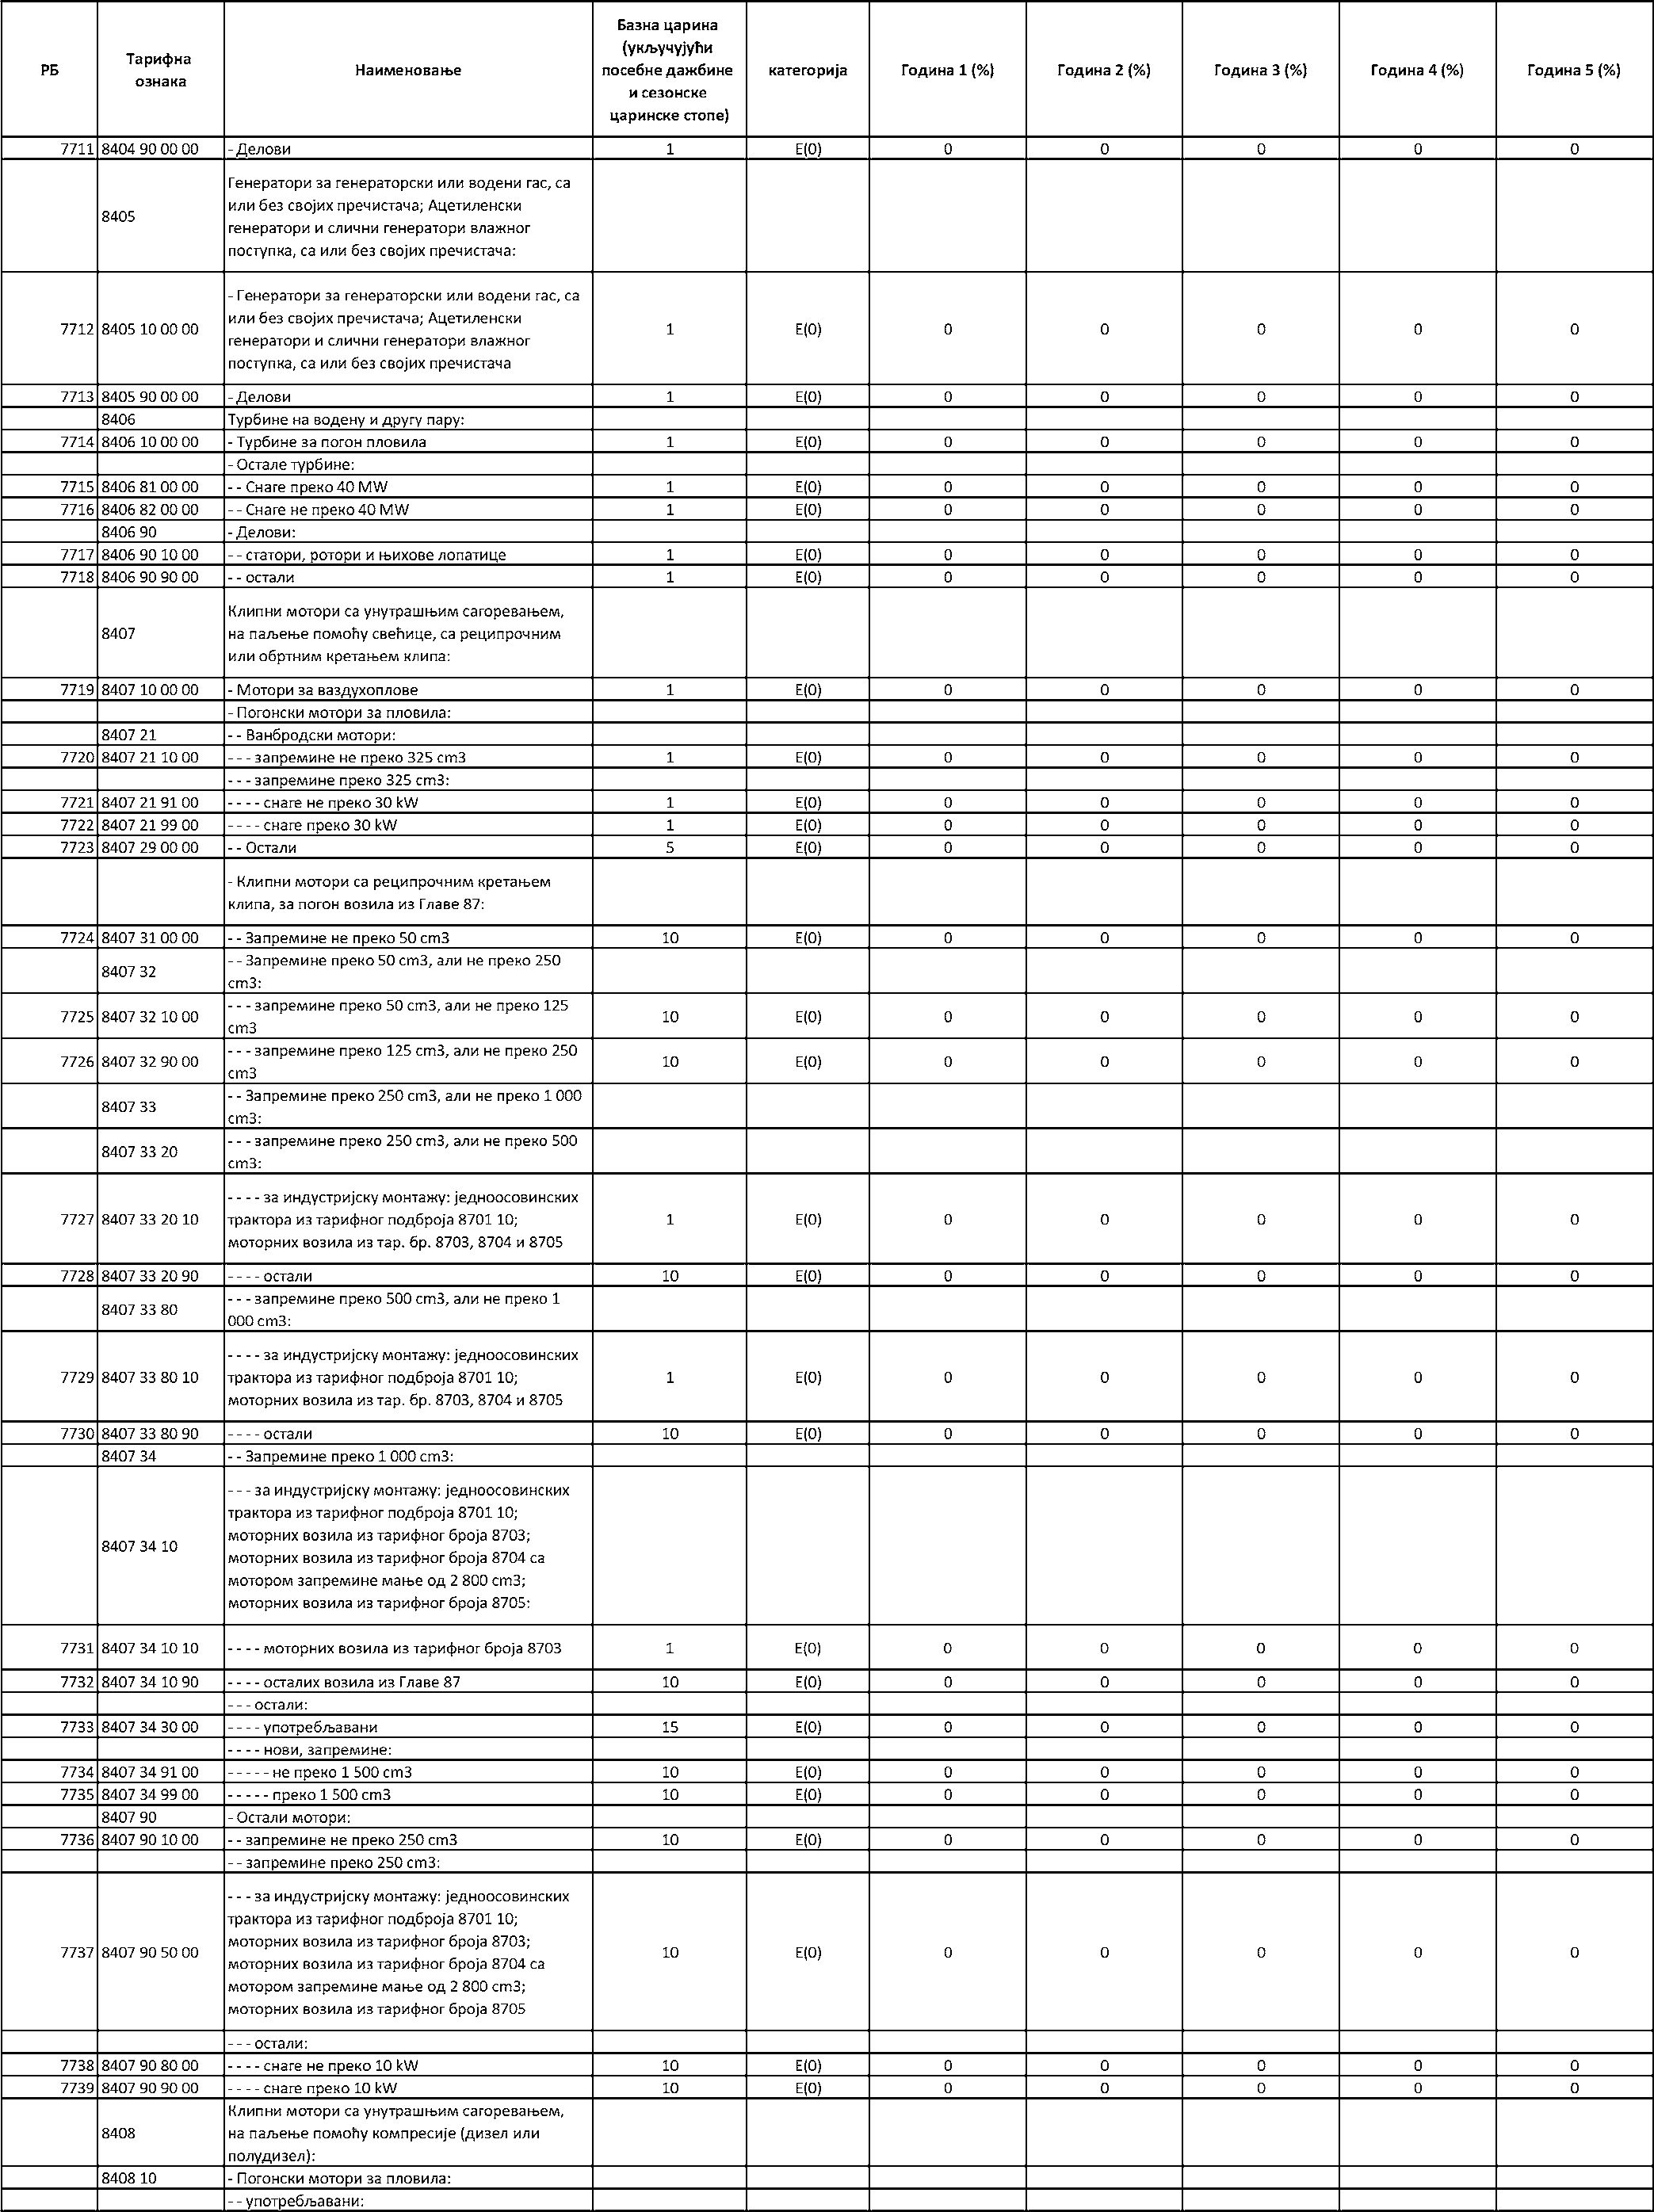 РБ Тарифна ознака Наименовање Базна царина (укључујући посебне дажбине и сезонске царинске стопе) категорија Година 1 (%) Година 2 (%) Година 3 (%) Година 4 (%) Година 5 (%)
7711 8404 90 00 00 - Делови 1 E(0) 0 0 0 0 0
8405 Генератори за генераторски или водени гас, са
или без својих пречистача; Ацетиленски
генератори и слични генератори влажног
поступка, са или без својих пречистача:
7712 8405 10 00 00 - Генератори за генераторски или водени гас, са
или без својих пречистача; Ацетиленски
генератори и слични генератори влажног
поступка, са или без својих пречистача 1 E(0) 0 0 0 0 0
7713 8405 90 00 00 - Делови 1 E(0) 0 0 0 0 0
8406 Турбине на водену и другу пару:
7714 8406 10 00 00 - Турбине за погон пловила 1 E(0) 0 0 0 0 0
- Остале турбине:
7715 8406 81 00 00 - - Снаге преко 40 MW 1 E(0) 0 0 0 0 0
7716 8406 82 00 00 - - Снаге не преко 40 MW 1 E(0) 0 0 0 0 0
8406 90 - Делови:
7717 8406 90 10 00 - - статори, ротори и њихове лопатице 1 E(0) 0 0 0 0 0
7718 8406 90 90 00 - - остали 1 E(0) 0 0 0 0 0
8407 Клипни мотори са унутрашњим сагоревањем,
на паљење помоћу свећице, са реципрочним
или обртним кретањем клипа:
7719 8407 10 00 00 - Мотори за ваздухоплове 1 E(0) 0 0 0 0 0
- Погонски мотори за пловила:
8407 21 - - Ванбродски мотори:
7720 8407 21 10 00 - - - запремине не преко 325 cm3 1 E(0) 0 0 0 0 0
- - - запремине преко 325 cm3:
7721 8407 21 91 00 - - - - снаге не преко 30 kW 1 E(0) 0 0 0 0 0
7722 8407 21 99 00 - - - - снаге преко 30 kW 1 E(0) 0 0 0 0 0
7723 8407 29 00 00 - - Остали 5 E(0) 0 0 0 0 0
- Клипни мотори са реципрочним кретањем
клипа, за погон возила из Главе 87:
7724 8407 31 00 00 - - Запремине не преко 50 cm3 10 E(0) 0 0 0 0 0
8407 32 - - Запремине преко 50 cm3, али не преко 250
cm3:
7725 8407 32 10 00 - - - запремине преко 50 cm3, али не преко 125
cm3 10 E(0) 0 0 0 0 0
7726 8407 32 90 00 - - - запремине преко 125 cm3, али не преко 250
cm3 10 E(0) 0 0 0 0 0
8407 33 - - Запремине преко 250 cm3, али не преко 1 000
cm3:
8407 33 20 - - - запремине преко 250 cm3, али не преко 500
cm3:
7727 8407 33 20 10 - - - - за индустријску монтажу: једноосовинских
трактора из тарифног подброја 8701 10;
моторних возила из тар. бр. 8703, 8704 и 8705 1 E(0) 0 0 0 0 0
7728 8407 33 20 90 - - - - остали 10 E(0) 0 0 0 0 0
8407 33 80 - - - запремине преко 500 cm3, али не преко 1
000 cm3:
7729 8407 33 80 10 - - - - за индустријску монтажу: једноосовинских
трактора из тарифног подброја 8701 10;
моторних возила из тар. бр. 8703, 8704 и 8705 1 E(0) 0 0 0 0 0
7730 8407 33 80 90 - - - - остали 10 E(0) 0 0 0 0 0
8407 34 - - Запремине преко 1 000 cm3:
8407 34 10 - - - за индустријску монтажу: једноосовинских
трактора из тарифног подброја 8701 10;
моторних возила из тарифног броја 8703;
моторних возила из тарифног броја 8704 са
мотором запремине мање од 2 800 cm3;
моторних возила из тарифног броја 8705:
7731 8407 34 10 10 - - - - моторних возила из тарифног броја 8703 1 E(0) 0 0 0 0 0
7732 8407 34 10 90 - - - - осталих возила из Главе 87 10 E(0) 0 0 0 0 0
- - - остали:
7733 8407 34 30 00 - - - - употребљавани 15 E(0) 0 0 0 0 0
- - - - нови, запремине:
7734 8407 34 91 00 - - - - - не преко 1 500 cm3 10 E(0) 0 0 0 0 0
7735 8407 34 99 00 - - - - - преко 1 500 cm3 10 E(0) 0 0 0 0 0
8407 90 - Остали мотори:
7736 8407 90 10 00 - - запремине не преко 250 cm3 10 E(0) 0 0 0 0 0
- - запремине преко 250 cm3:
7737 8407 90 50 00 - - - за индустријску монтажу: једноосовинских
трактора из тарифног подброја 8701 10;
моторних возила из тарифног броја 8703;
моторних возила из тарифног броја 8704 са
мотором запремине мање од 2 800 cm3;
моторних возила из тарифног броја 8705 10 E(0) 0 0 0 0 0
- - - остали:
7738 8407 90 80 00 - - - - снаге не преко 10 kW 10 E(0) 0 0 0 0 0
7739 8407 90 90 00 - - - - снаге преко 10 kW 10 E(0) 0 0 0 0 0
8408 Клипни мотори са унутрашњим сагоревањем,
на паљење помоћу компресије (дизел или
полудизел):
8408 10 - Погонски мотори за пловила:
- - употребљавани: